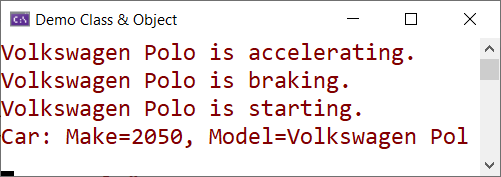 Demo Class & Object
Volkswagen Polo is accelerating.
Volkswagen Polo is braking.
Volkswagen Polo is starting.
Car: Make=2050, Model=Volkswagen Pol